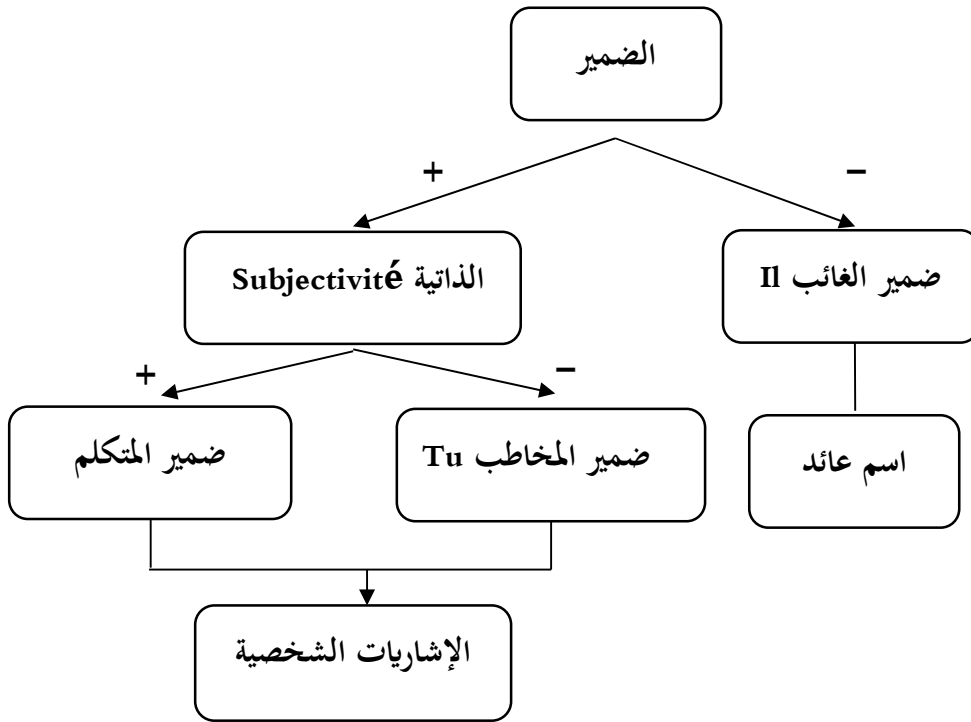 الضمير
+
−
الذاتية Subjectivité
ضمير الغائب Il
+
−
ضمير المتكلم
ضمير المخاطب Tu
اسم عائد
الإشاريات الشخصية